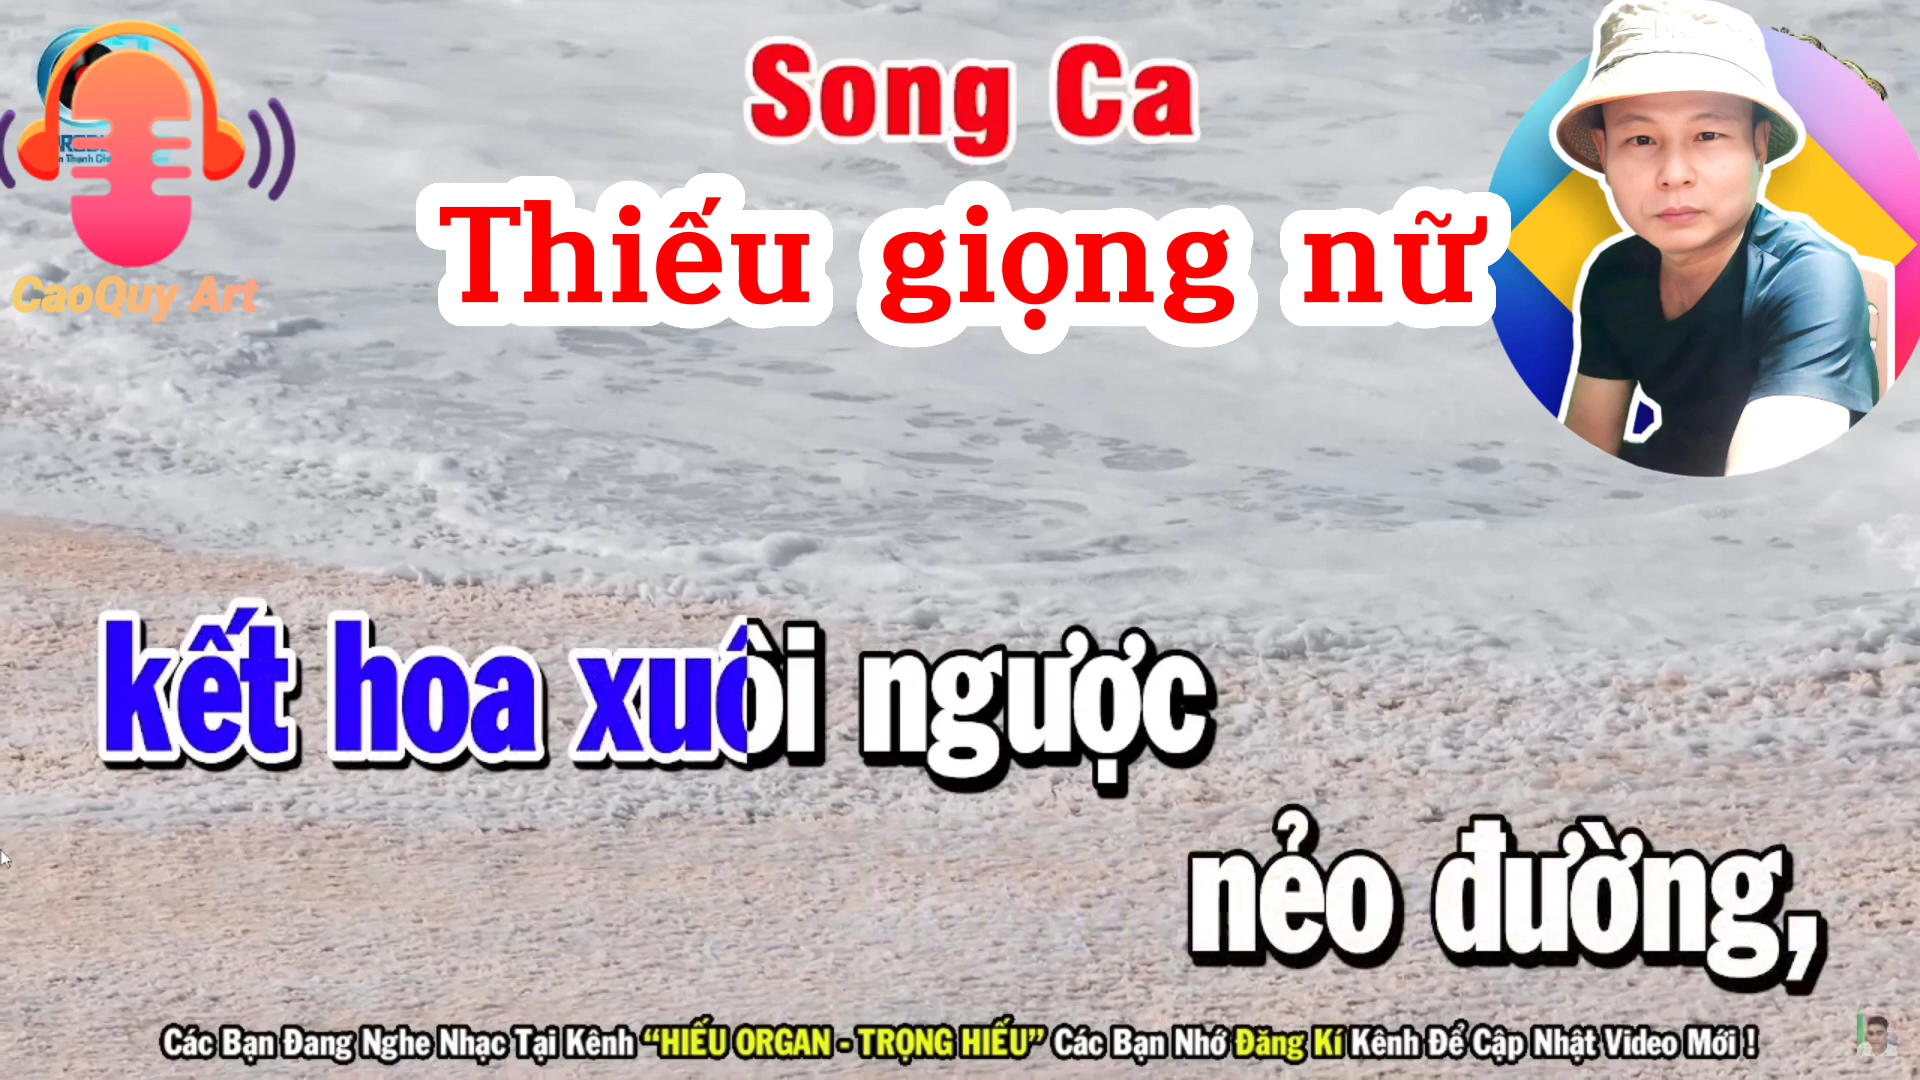 Song Ca
Thiếu giọng nữ
CaoQuy Art
kết hoa xuôi ngược
nẻo đường,
Các Bạn Đang Nghe Nhạc Tại Kênh “HIẾU ORGAN - TRỌNG HIẾU” Các Bạn Nhớ Đăng Kí Kênh Để Cập Nhật Video Mới !